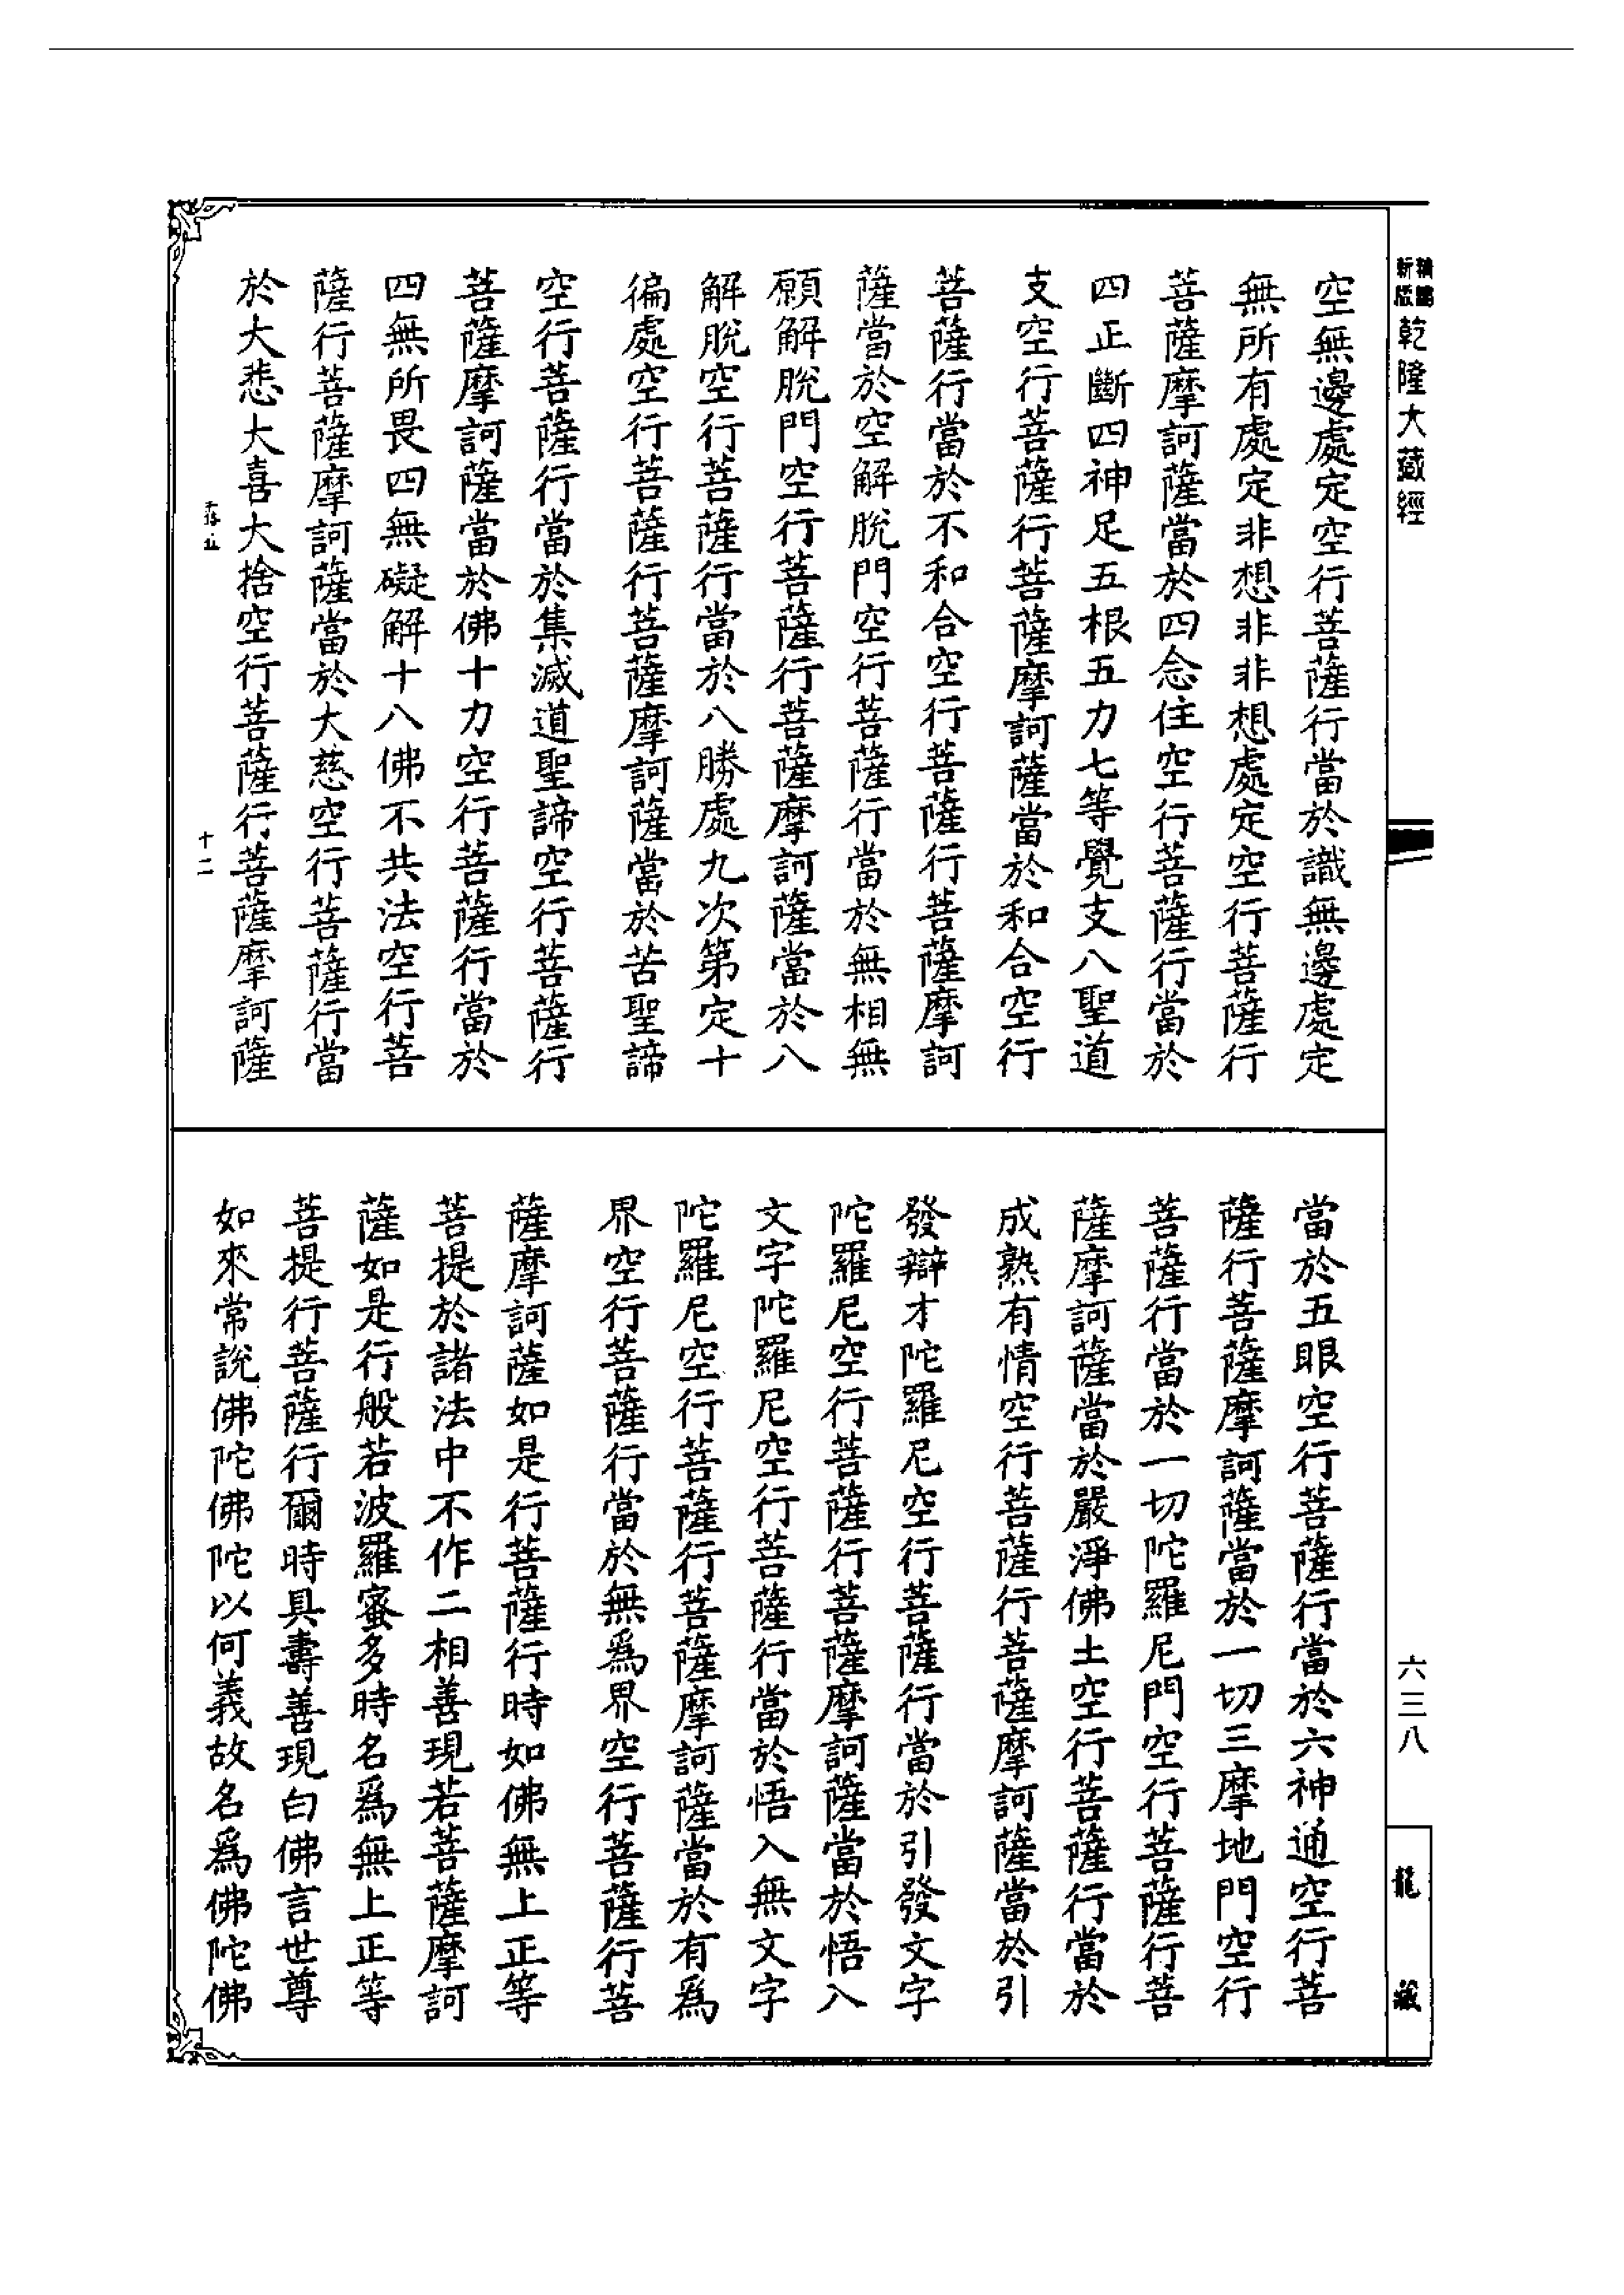 新版
乾隆大藏經
空無邊處定空行菩薩行當於識無邊處定
無所有處定非想非非想處定空行菩薩行
菩薩摩訶薩當於四念住空行菩薩行當於
四正斷四神足五根五力七等覺支八聖道
支空行菩薩行菩薩摩訶薩當於和合空行
菩薩行當於不和合空行菩薩行菩薩摩訶
薩當於空解脫門空行菩薩行當於無相無
願解脫門空行菩薩行菩薩摩訶薩當於八
解脫空行菩薩行當於八勝處九次第定十
徧處空行菩薩行菩薩摩訶薩當於苦聖諦
空行菩薩行當於集滅道聖諦空行菩薩行
菩薩摩訶薩當於佛十力空行菩薩行當於
四無所畏四無礙解十八佛不共法空行菩
薩行菩薩摩訶薩當於大慈空行菩薩行當
於大悲大喜大捨空行菩薩行菩薩摩訶薩
十二
當於五眼空行菩薩行當於六神通空行菩
薩行菩薩摩訶薩當於一切三摩地門空行
菩薩行當於一切陀羅尼門空行菩薩行菩
薩摩訶薩當於嚴淨佛土空行菩薩行當於
成熟有情空行菩薩行菩薩摩訶薩當於引
發辯才陀羅尼空行菩薩行當於引發文字
陀羅尼空行菩薩行菩薩摩訶薩當於悟入
文字陀羅尼空行菩薩行當於悟入無文字
陀羅尼空行菩薩行菩薩摩訶薩當於有爲
界空行菩薩行當於無爲界空行菩薩行菩
薩摩訶薩如是行菩薩行時如佛無上正等
菩提於諸法中不作二相善現若菩薩摩訶
薩如是行般若波羅蜜多時名爲無上正等
菩提行菩薩行爾時具壽善現白佛言世尊
如來常說佛陀佛陀以何義故名爲佛陀佛
六三八
龍藏